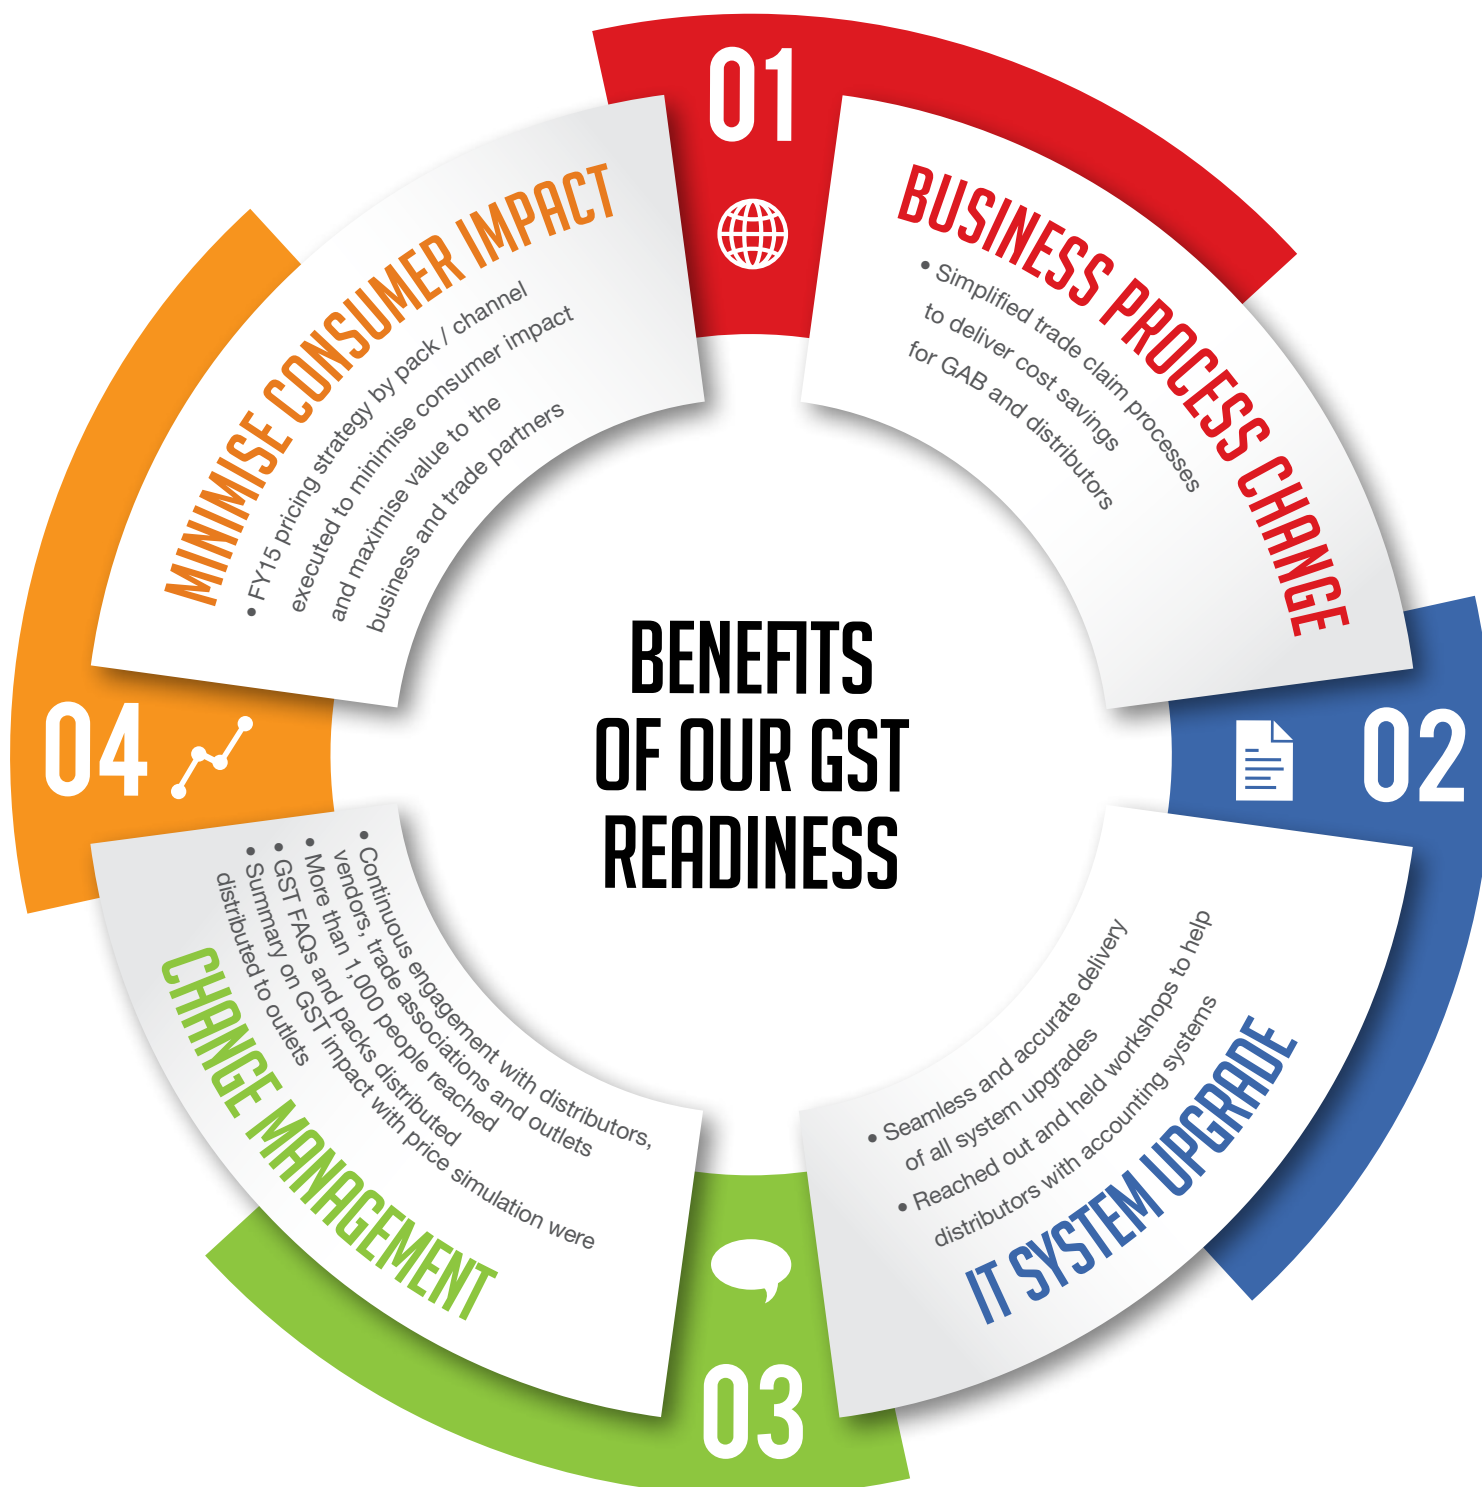 BENEFITS
OF OUR GST
READINESS
01
BUSINESS PROCESS CHANGE
• Simplified trade claim processes
to deliver cost savings
for GAB and distributors
02
IT SYSTEM UPGRADE
• Seamless and accurate delivery
of all system upgrades
• Reached out and held workshops to help
distributors with accounting systems
03
CHANGE MANAGEMENT
• Continuous engagement with distributors,
vendors, trade associations and outlets
• More than 1,000 people reached
• GST FAQs and packs distributed
• Summary on GST impact with price simulation were
distributed to outlets
04
MINIMISE CONSUMER IMPACT
• FY15 pricing strategy by pack / channel
executed to minimise consumer impact
and maximise value to the
business and trade partners